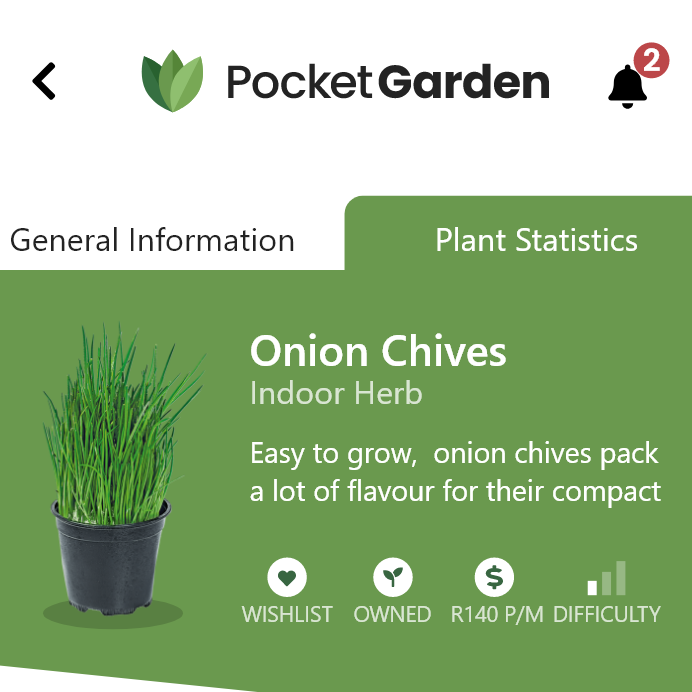 PocketGarden
2
General Information
Plant Statistics
Onion Chives
Indoor Herb
Easy to grow,  onion chives pack
a lot of flavour for their compact
WISHLIST OWNED R140 P/M DIFFICULTY